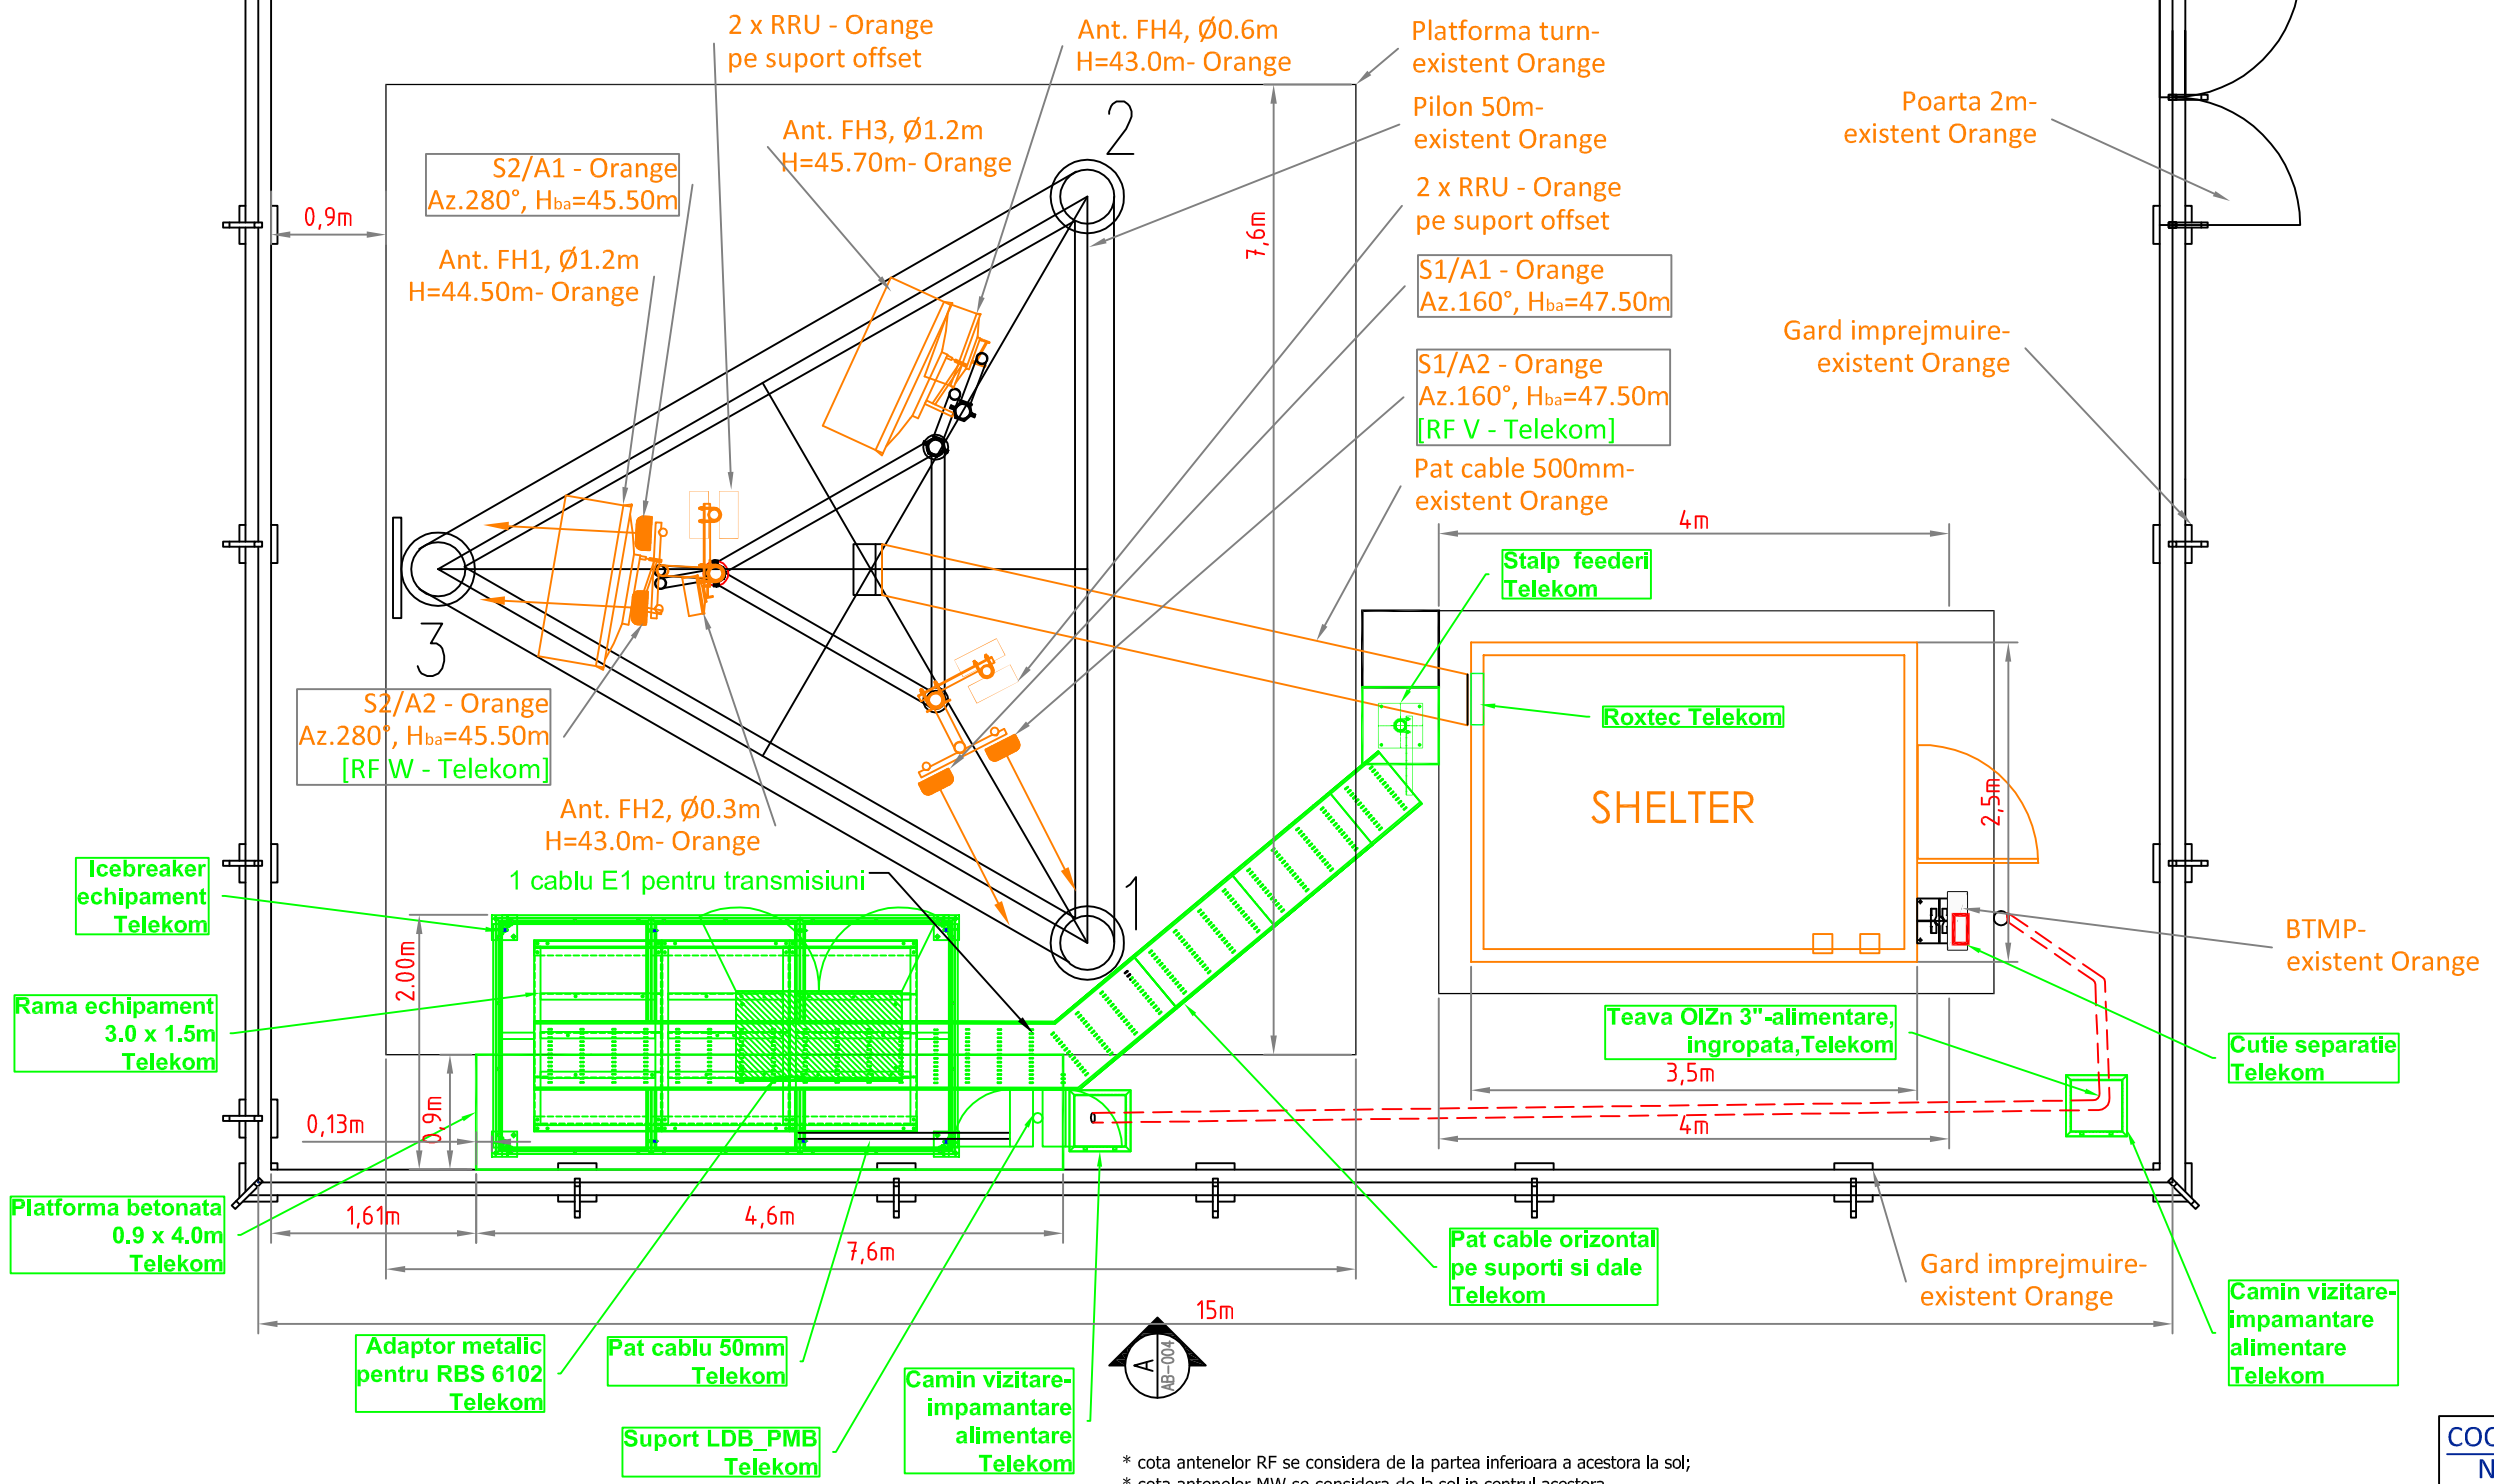 2 x RRU - Orange
pe suport offset
Ant. FH4, Ø0.6m
H=43.0m- Orange
Platforma turn-
existent Orange
Pilon 50m-
existent Orange
Poarta 2m-
existent Orange
Ant. FH3, Ø1.2m
H=45.70m- Orange
2
S2/A1 - Orange
Az.280°, Hba=45.50m
0,9m
7,6m
2 x RRU - Orange
pe suport offset
Ant. FH1, Ø1.2m
H=44.50m- Orange
S1/A1 - Orange
Az.160°, Hba=47.50m
Gard imprejmuire-
existent Orange
S1/A2 - Orange
Az.160°, Hba=47.50m
[RF V - Telekom]
Pat cable 500mm-
existent Orange
4m
Stalp feederi
Telekom
3
S2/A2 - Orange
Az.280°, Hba=45.50m
[RF W - Telekom]
Roxtec Telekom
SHELTER
2,5m
Ant. FH2, Ø0.3m
H=43.0m- Orange
1 cablu E1 pentru transmisiuni
1
Icebreaker
echipament
Telekom
2.00m
BTMP-
existent Orange
Rama echipament
3.0 x 1.5m
Telekom
Teava OlZn 3"-alimentare,
ingropata,Telekom
Cutie separatie
Telekom
3,5m
0,13m
0,9m
4m
Platforma betonata
0.9 x 4.0m
Telekom
1,61m
4,6m
7,6m
Pat cable orizontal
pe suporti si dale
Telekom
Gard imprejmuire-
existent Orange
Camin vizitare-
impamantare
alimentare
Telekom
15m
Adaptor metalic
pentru RBS 6102
Telekom
Pat cablu 50mm
Telekom
A
AB-004
Camin vizitare-
impamantare
alimentare
Telekom
Suport LDB_PMB
Telekom
* cota antenelor RF se considera de la partea inferioara a acestora la sol;
* cota antenelor MW se considera de la sol in centrul acestora